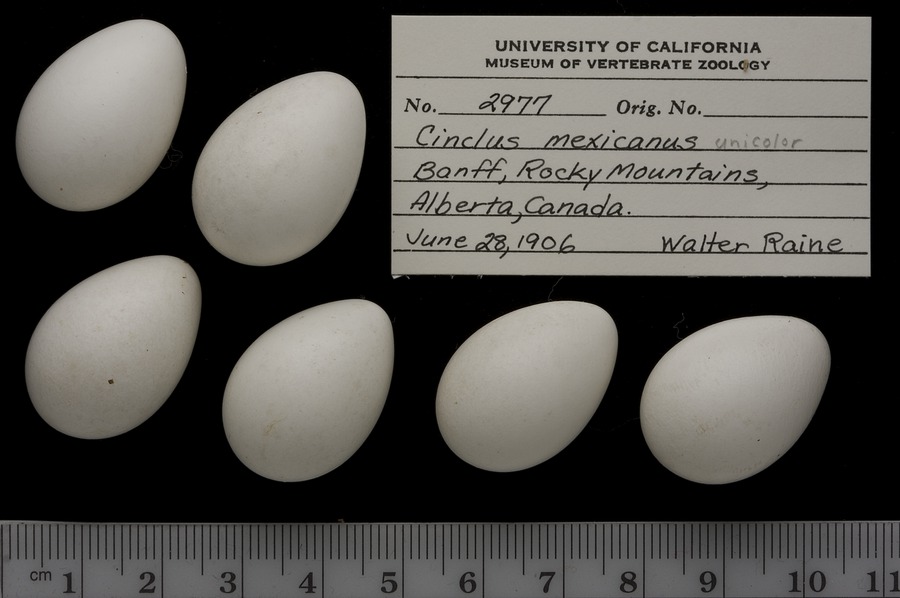 UNIVERSITY OF CALIFORNIA
MUSEUM OF VERTEBRATE ZOOLOGY
No. 2977 Orig. No.
Cinclus mexicanus unicolor
Banff, Rocky Mountains,
Alberta, Canada.
June 28, 1906 Walter Raine
cm 1 2 3 4 5 6 7 8 9 10 11